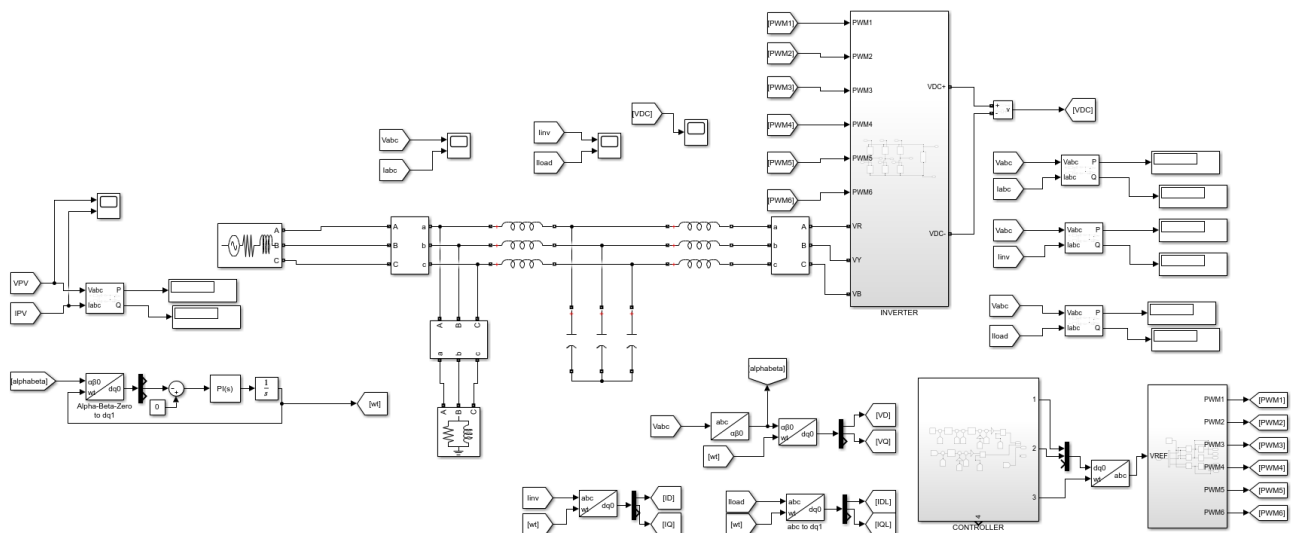 [PWM1]
PWM1
[PWM2]
PWM2
[PWM3]
PWM3
VDC+
[PWM4]
PWM4
[PWM5]
PWM5
[PWM6]
PWM6
VR
VDC-
VY
VB
INVERTER
+
-
v
[VDC]
[VDC]
Vabc
Iabc
Iinv
Iload
Vabc
Iabc
Vabc
Iabc
P
Q
Vabc
Iinv
Vabc
Iabc
P
Q
Vabc
Iload
Vabc
Iabc
P
Q
VPV
IPV
Vabc
Iabc
P
Q
A
B
C
A
B
C
a
b
c
a
b
c
A
B
C
A
B
C
a
b
c
A
B
C
[alphabeta]
αβ0
wt
dq0
Alpha-Beta-Zero
to dq1
0
PI(s)
1
s
[wt]
[alphabeta]
Vabc
abc
αβ0
[wt]
αβ0
wt
dq0
[VD]
[VQ]
Iinv
[wt]
abc
wt
dq0
[ID]
[IQ]
Iload
[wt]
abc
wt
dq0
abc to dq1
[IDL]
[IQL]
1
2
3
4
CONTROLLER
dq0
wt
abc
VREF
PWM1
PWM2
PWM3
PWM4
PWM5
PWM6
[PWM1]
[PWM2]
[PWM3]
[PWM4]
[PWM5]
[PWM6]